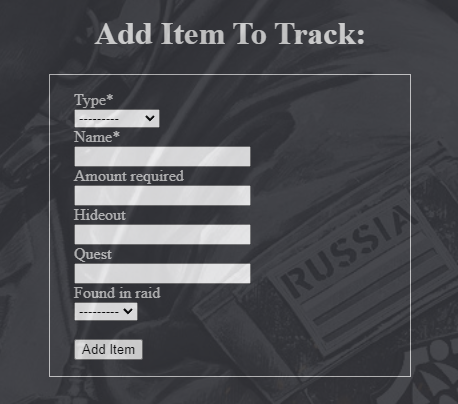 Add Item To Track:
Type*
---------
Name*
Amount required
Hideout
Quest
Found in raid
---------
Add Item
RUSSIA